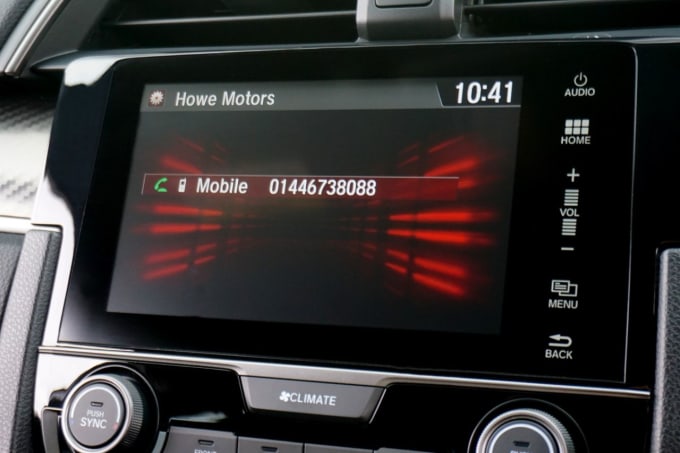 Howe Motors
10:41
Mobile 01446738088
AUDIO
HOME
+
VOL
−
MENU
BACK
CLIMATE
PUSH
SYNC